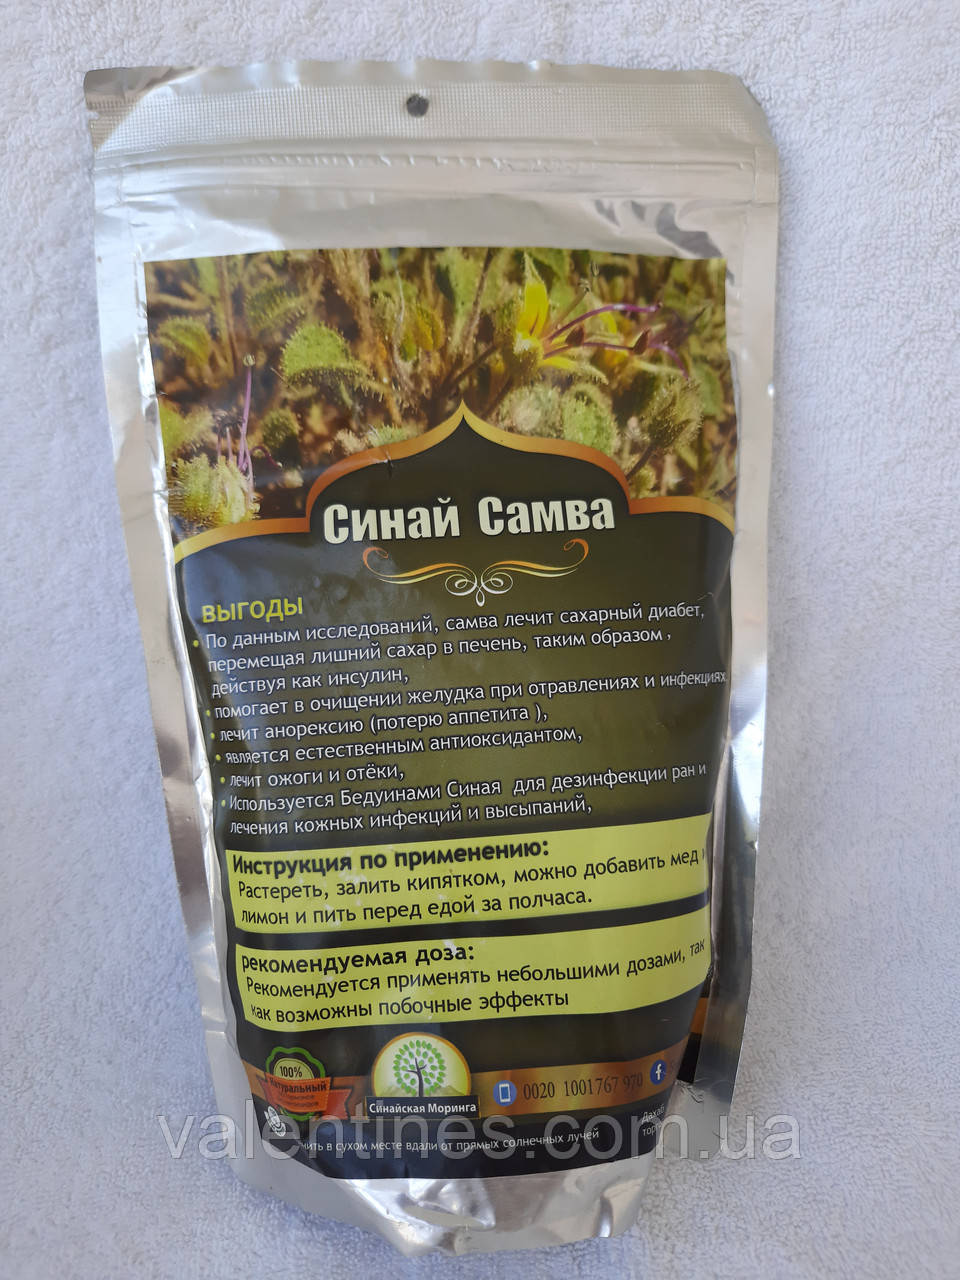 Синай Самва
ВЫГОДЫ
• По данным исследований, самва лечит сахарный диабет,
перемещая лишний сахар в печень, таким образом,
действуя как инсулин,
• помогает в очищении желудка при отравлениях и инфекциях
• лечит анорексию (потерю аппетита ),
• является естественным антиоксидантом,
• лечит ожоги и отёки,
• Используется Бедуинами Синая для дезинфекции ран и
лечения кожных инфекций и высыпаний,
Инструкция по применению:
Растереть, залить кипятком, можно добавить мед и
лимон и пить перед едой за полчаса.
рекомендуемая доза:
Рекомендуется применять небольшими дозами, так
как возможны побочные эффекты
100%
Натуральный
Синайская Моринга
0020 1001767 970
f
Дахаб
valentines.com.ua
в сухом месте вдали от прямых солнечных лучей